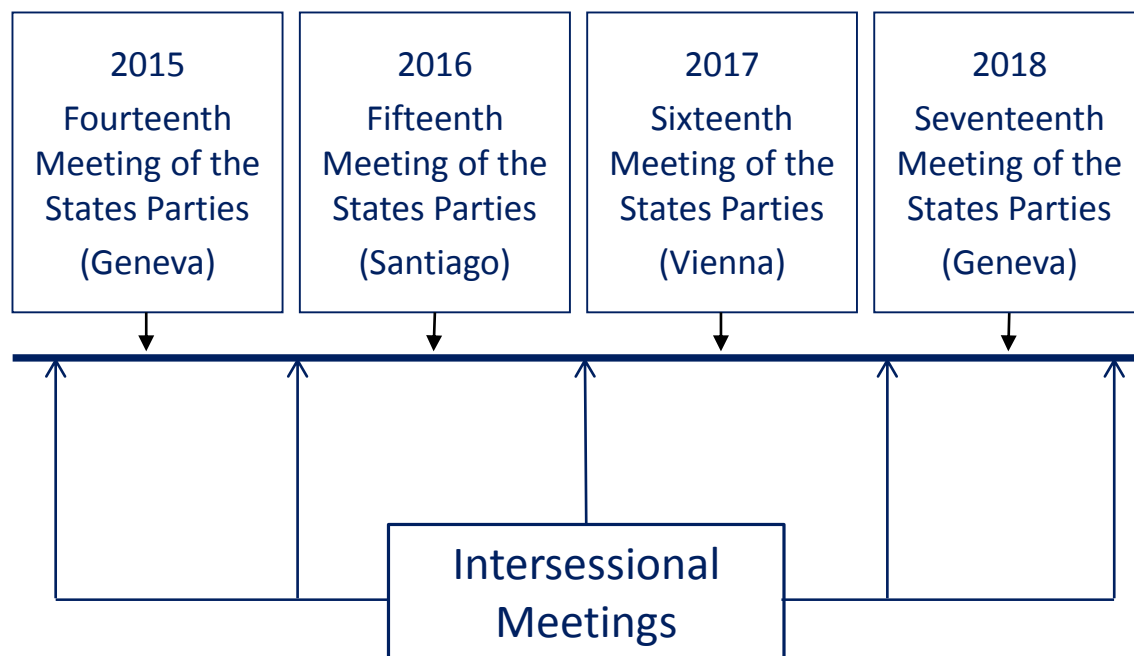 2015
Fourteenth
Meeting of the
States Parties
(Geneva)
2016
Fifteenth
Meeting of the
States Parties
(Santiago)
2017
Sixteenth
Meeting of the
States Parties
(Vienna)
2018
Seventeenth
Meeting of the
States Parties
(Geneva)
Intersessional
Meetings